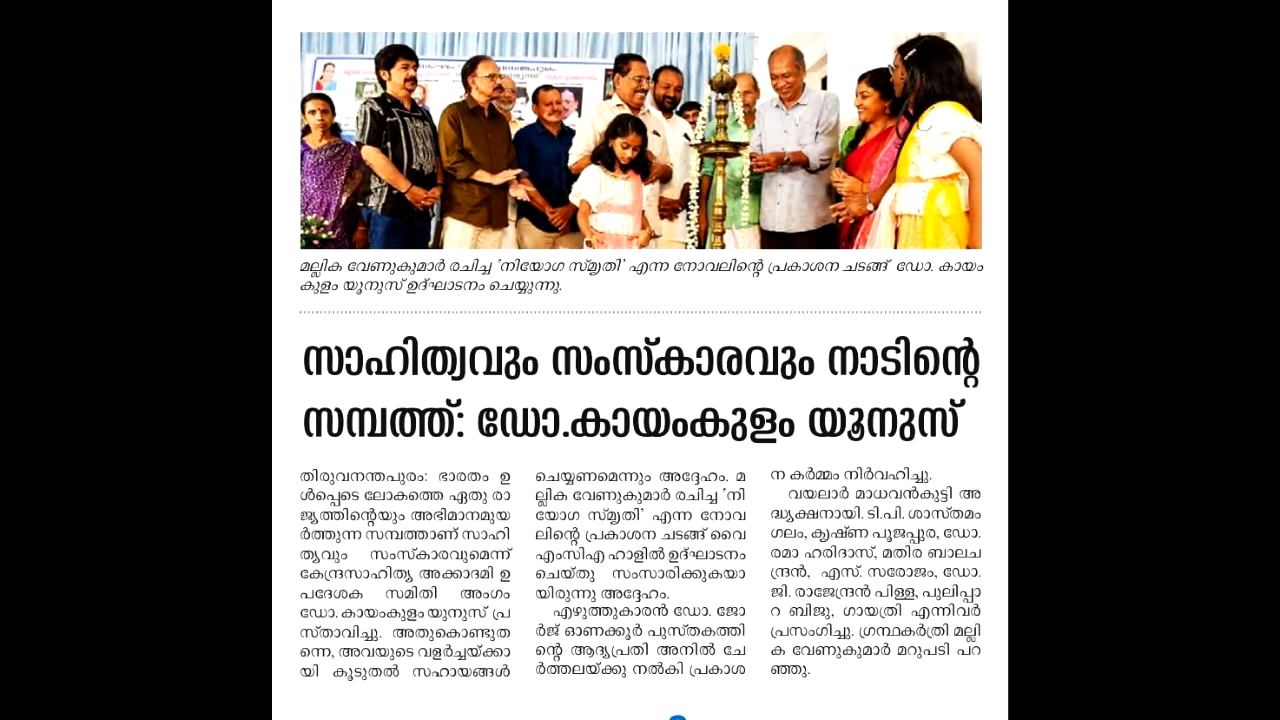 മല്ലിക വേണുകുമാർ രചിച്ച 'നിയോഗ സ്മൃതി' എന്ന നോവലിന്റെ പ്രകാശന ചടങ്ങ് ഡോ. കായം
കുളം യൂനുസ് ഉദ്ഘാടനം ചെയ്യുന്നു.
സാഹിത്യവും സംസ്കാരവും നാടിന്റെ
സമ്പത്ത്: ഡോ.കായംകുളം യൂനുസ്
തിരുവനന്തപുരം: ഭാരതം ഉ
ൾപ്പെടെ ലോകത്തെ ഏതു രാ
ജ്യത്തിന്റെയും അഭിമാനമുയ
ർത്തുന്ന സമ്പത്താണ് സാഹി
ത്യവും സംസ്കാരവുമെന്ന്
കേന്ദ്രസാഹിത്യ അക്കാദമി ഉ
പദേശക സമിതി അംഗം
ഡോ. കായംകുളം യൂനുസ് പ്ര
സ്താവിച്ചു. അതുകൊണ്ടുത
ന്നെ, അവയുടെ വളർച്ചയ്ക്കാ
യി കൂടുതൽ സഹായങ്ങൾ
ചെയ്യണമെന്നും അദ്ദേഹം. മ
ല്ലിക വേണുകുമാർ രചിച്ച 'നി
യോഗ സ്മൃതി' എന്ന നോവ
ലിന്റെ പ്രകാശന ചടങ്ങ് വൈ
എംസിഎ ഹാളിൽ ഉദ്ഘാടനം
ചെയ്തു സംസാരിക്കുകയാ
യിരുന്നു അദ്ദേഹം.
എഴുത്തുകാരൻ ഡോ. ജോ
ർജ് ഓണക്കൂർ പുസ്തകത്തി
ന്റെ ആദ്യപ്രതി അനിൽ ചേ
ർത്തലയ്ക്കു നൽകി പ്രകാശ
ന കർമ്മം നിർവഹിച്ചു.
വയലാർ മാധവൻകുട്ടി അ
ദ്ധ്യക്ഷനായി. ടി.പി. ശാസ്തമം
ഗലം, കൃഷ്ണ പൂജപ്പുര, ഡോ.
രമാ ഹരിദാസ്, മതിര ബാലച
ന്ദ്രൻ, എസ്. സരോജം, ഡോ.
ജി. രാജേന്ദ്രൻ പിള്ള, പുലിപ്പാ
റ ബിജു, ഗായത്രി എന്നിവർ
പ്രസംഗിച്ചു. ഗ്രന്ഥകർത്രി മല്ലി
ക വേണുകുമാർ മറുപടി പറ
ഞ്ഞു.